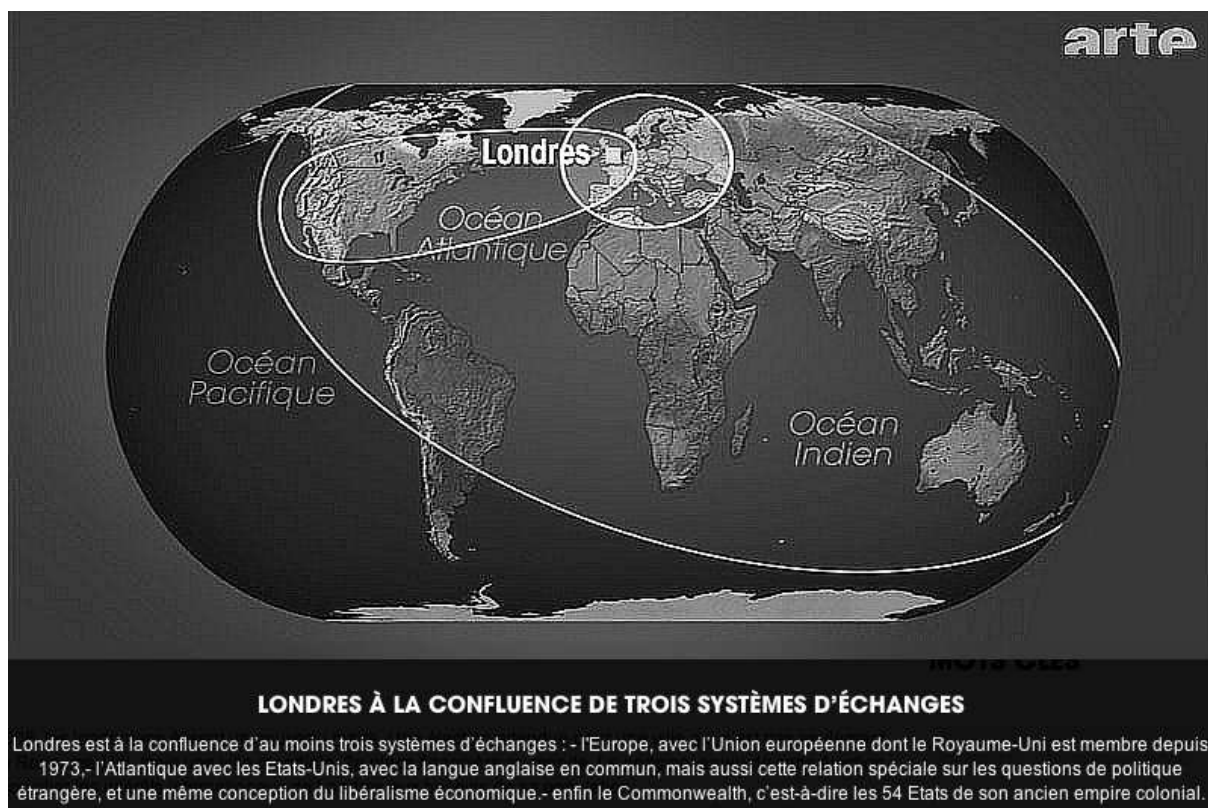 arte
Londres
Océan
Atlantique
Océan
Pacifique
Océan
Indien
MOTS CLÉS
LONDRES À LA CONFLUENCE DE TROIS SYSTÈMES D'ÉCHANGES
Londres est à la confluence d'au moins trois systèmes d'échanges : - l'Europe, avec l'Union européenne dont le Royaume-Uni est membre depuis
1973,- l'Atlantique avec les Etats-Unis, avec la langue anglaise en commun, mais aussi cette relation spéciale sur les questions de politique
étrangère, et une même conception du libéralisme économique.- enfin le Commonwealth, c'est-à-dire les 54 Etats de son ancien empire colonial.